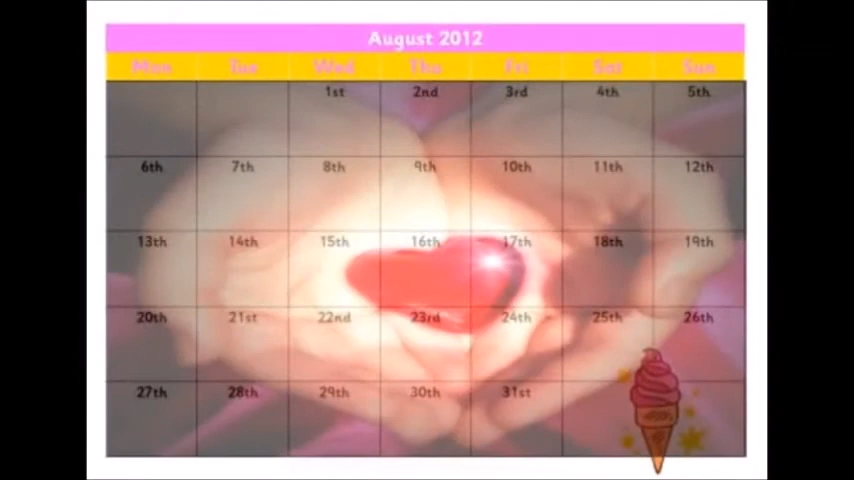 August 2012
Mon Tue Wed Thu Fri Sat Sun
1st 2nd 3rd 4th 5th
6th 7th 8th 9th 10th 11th 12th
13th 14th 15th 16th 17th 18th 19th
20th 21st 22nd 23rd 24th 25th 26th
27th 28th 29th 30th 31st